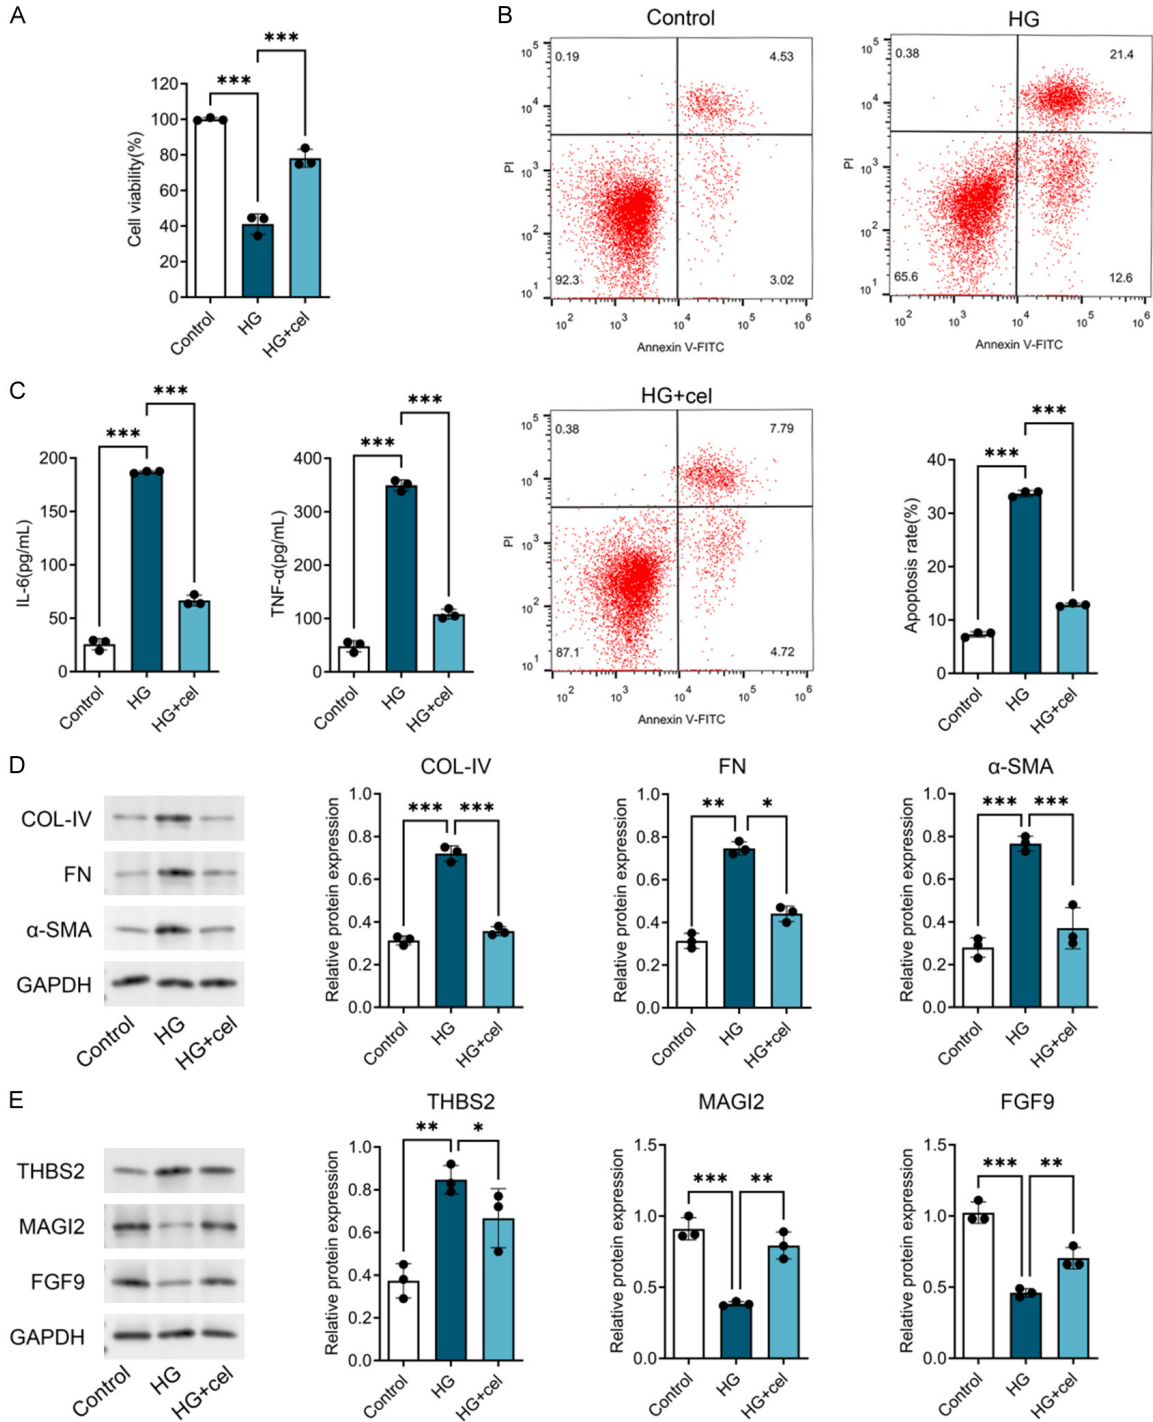 A
***
***
120
100
80
60
40
20
0
Cell viability(%)
Control
HG
HG+cel
B
Control
10^5
10^4
10^3
10^2
10^1
PI
0.19
4.53
92.3
3.02
10^2
10^3
10^4
10^5
10^6
Annexin V-FITC
HG
10^5
10^4
10^3
10^2
10^1
PI
0.38
21.4
65.6
12.6
10^2
10^3
10^4
10^5
10^6
Annexin V-FITC
C
***
***
200
150
100
50
0
IL-6(pg/mL)
Control
HG
HG+cel
***
***
400
300
200
100
0
TNF-α(pg/mL)
Control
HG
HG+cel
HG+cel
10^5
10^4
10^3
10^2
10^1
PI
0.38
7.79
87.1
4.72
10^2
10^3
10^4
10^5
10^6
Annexin V-FITC
***
***
40
30
20
10
0
Apoptosis rate(%)
Control
HG
HG+cel
D
COL-IV
FN
α-SMA
GAPDH
Control
HG
HG+cel
COL-IV
*** ***
1.0
0.8
0.6
0.4
0.2
0.0
Relative protein expression
Control
HG
HG+cel
FN
** *
1.0
0.8
0.6
0.4
0.2
0.0
Relative protein expression
Control
HG
HG+cel
α-SMA
*** ***
1.0
0.8
0.6
0.4
0.2
0.0
Relative protein expression
Control
HG
HG+cel
E
THBS2
MAGI2
FGF9
GAPDH
Control
HG
HG+cel
THBS2
** *
1.0
0.8
0.6
0.4
0.2
0.0
Relative protein expression
Control
HG
HG+cel
MAGI2
*** **
1.5
1.0
0.5
0.0
Relative protein expression
Control
HG
HG+cel
FGF9
*** **
1.5
1.0
0.5
0.0
Relative protein expression
Control
HG
HG+cel